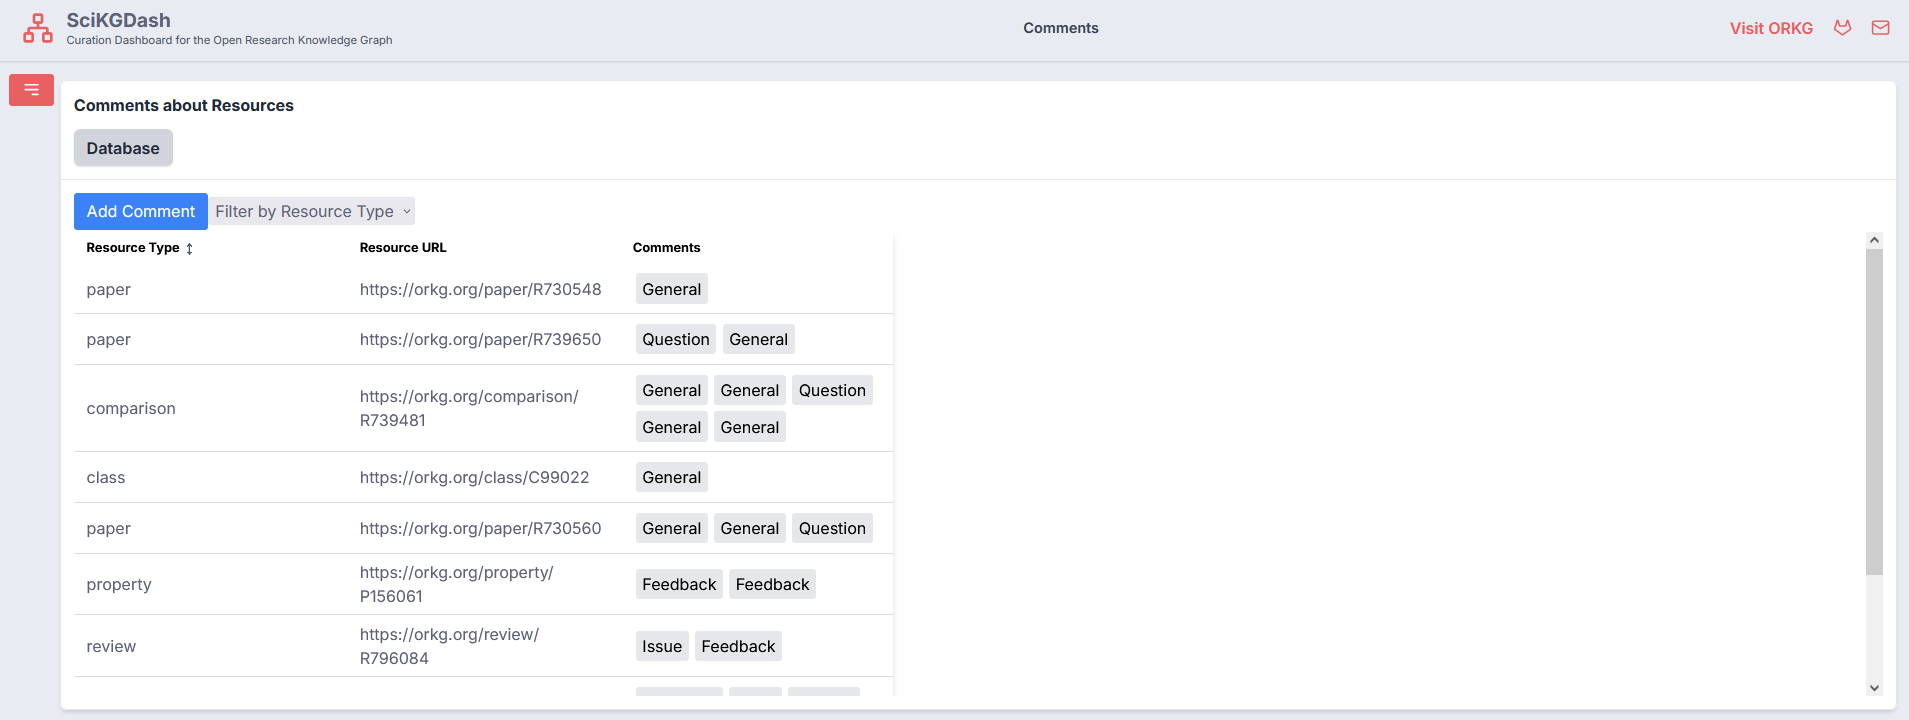 SciKGDash
Curation Dashboard for the Open Research Knowledge Graph
Comments
Visit ORKG
Comments about Resources
Database
Add Comment
Filter by Resource Type
Resource Type Resource URL Comments
paper https://orkg.org/paper/R730548 General
paper https://orkg.org/paper/R739650 Question General
comparison
https://orkg.org/comparison/
R739481
General General Question
General General
class https://orkg.org/class/C99022 General
paper https://orkg.org/paper/R730560 General General Question
property
https://orkg.org/property/
P156061
Feedback Feedback
review
https://orkg.org/review/
R796084
Issue Feedback